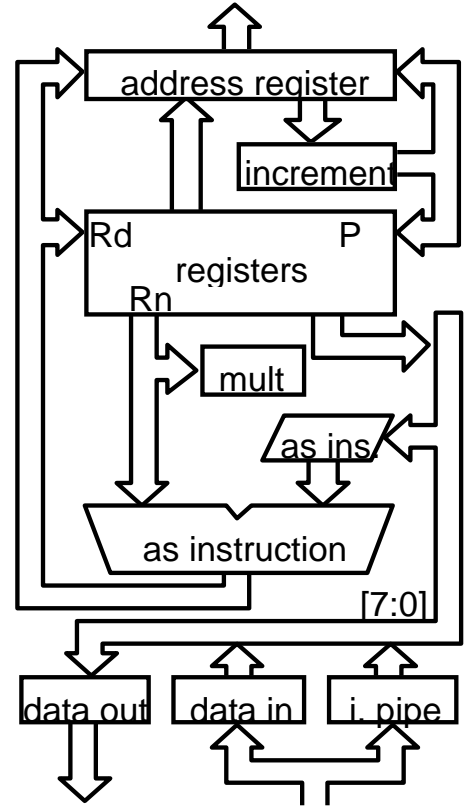 address register
increment
Rd
P
registers
Rn
mult
as ins.
as instruction
[7:0]
data out
data in
i. pipe